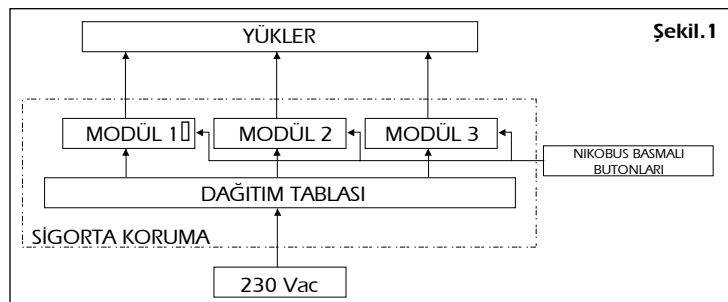 Şekil.1
YÜKLER
MODÜL 1▯
MODÜL 2
MODÜL 3
NIKOBUS BASMALI
BUTONLARI
DAĞITIM TABLASI
SİGORTA KORUMA
230 Vac